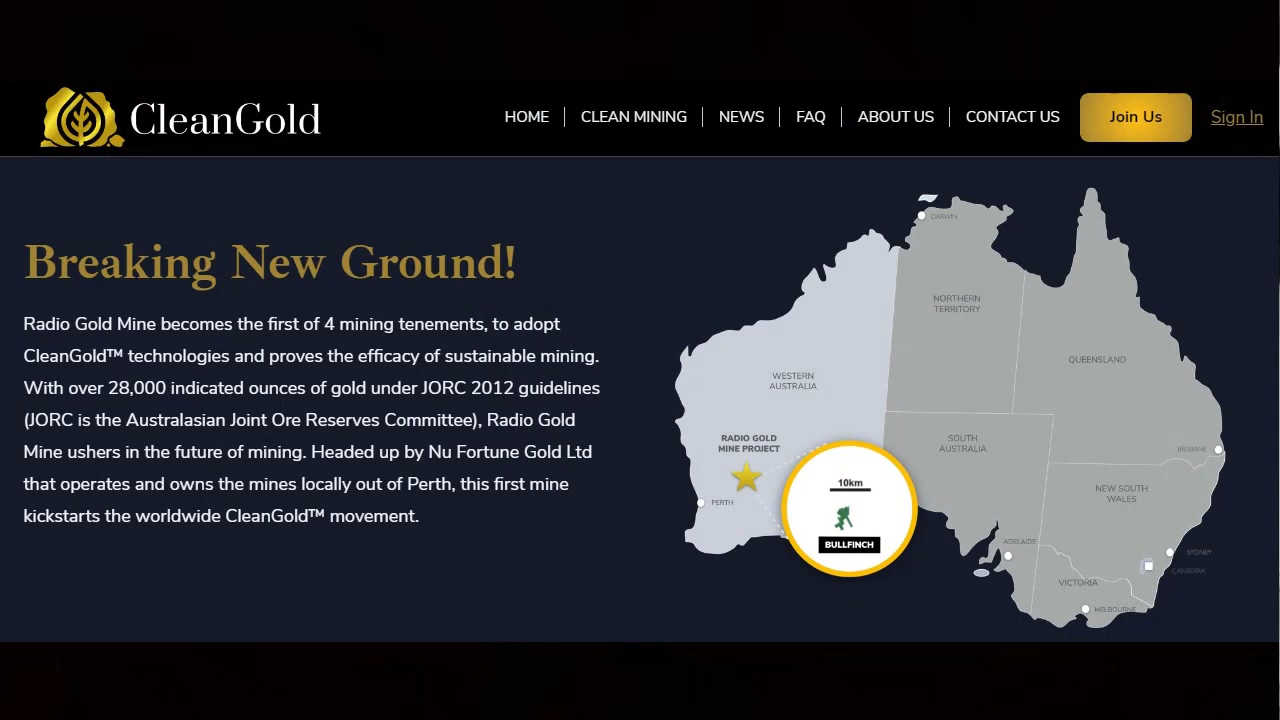 CleanGold
HOME
CLEAN MINING
NEWS
FAQ
ABOUT US
CONTACT US
Join Us
Sign In
Breaking New Ground!
Radio Gold Mine becomes the first of 4 mining tenements, to adopt
CleanGold™ technologies and proves the efficacy of sustainable mining.
With over 28,000 indicated ounces of gold under JORC 2012 guidelines
(JORC is the Australasian Joint Ore Reserves Committee), Radio Gold
Mine ushers in the future of mining. Headed up by Nu Fortune Gold Ltd
that operates and owns the mines locally out of Perth, this first mine
kickstarts the worldwide CleanGold™ movement.
DARWIN
NORTHERN
TERRITORY
QUEENSLAND
WESTERN
AUSTRALIA
RADIO GOLD
MINE PROJECT
SOUTH
AUSTRALIA
BRISBANE
10km
NEW SOUTH
WALES
PERTH
BULLFINCH
ADELAIDE
SYDNEY
CANBERRA
VICTORIA
MELBOURNE